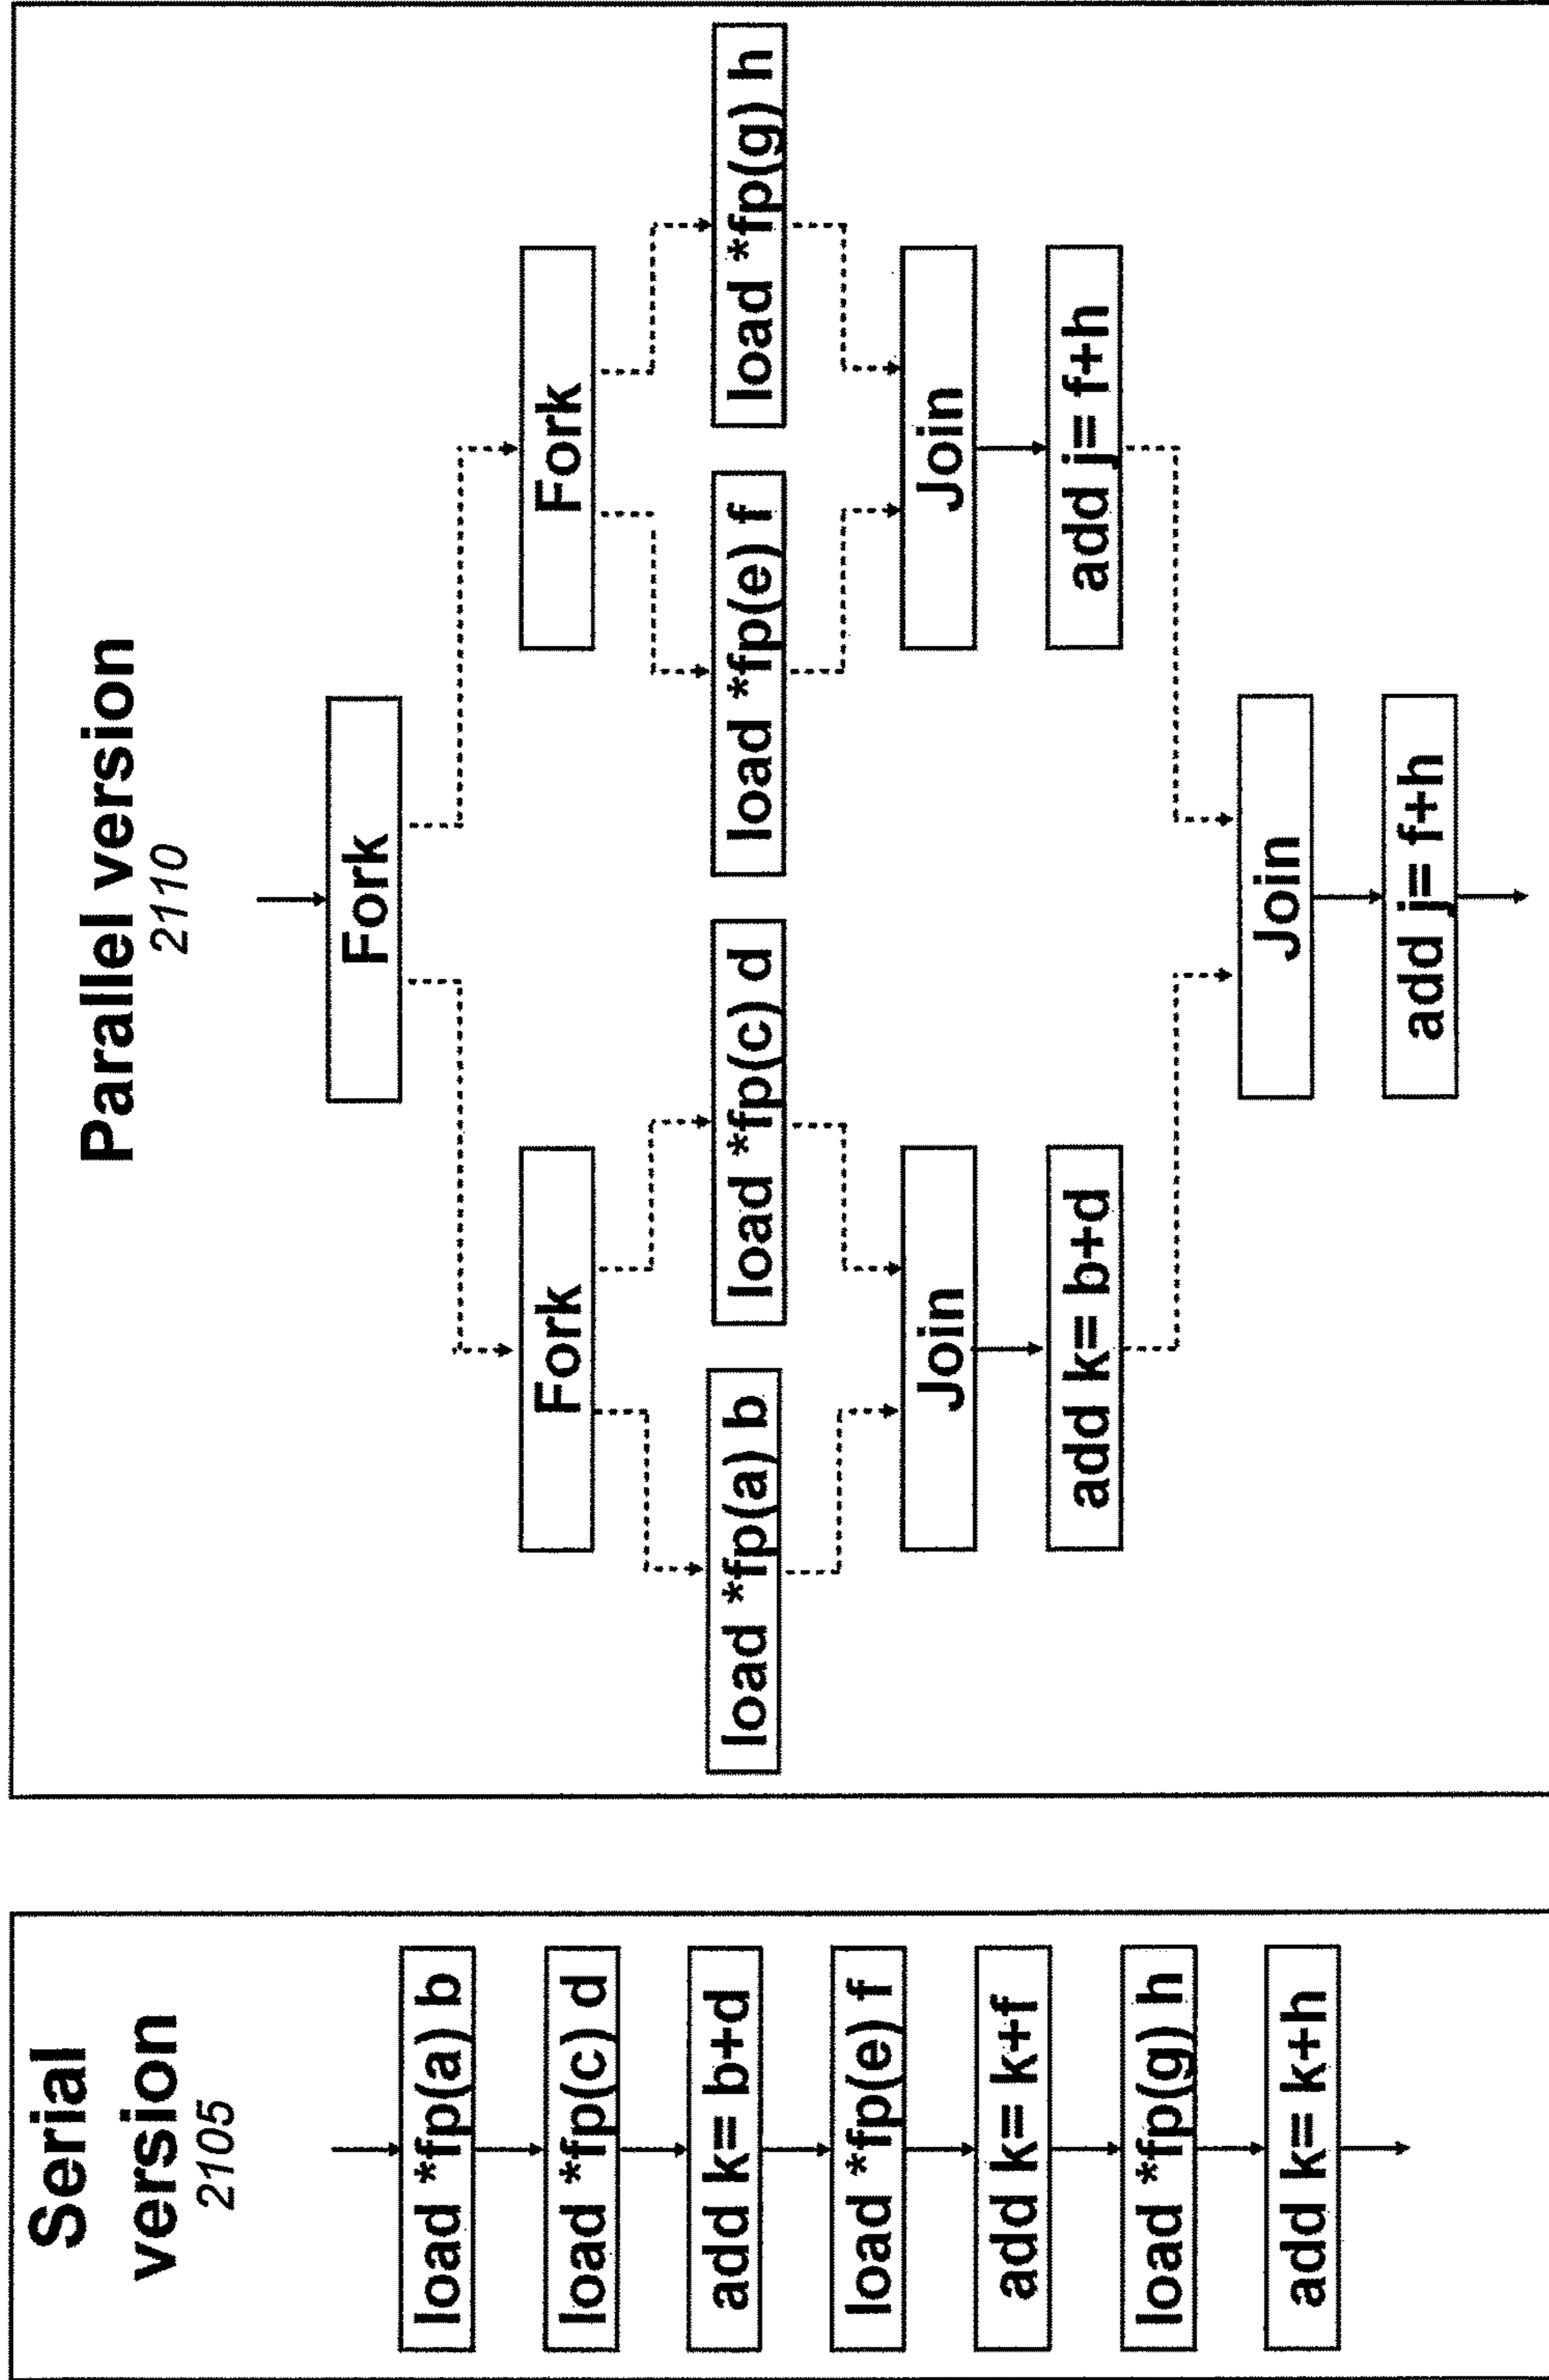 Serial
version
2105
load *fp(a) b
load *fp(c) d
add k= b+d
load *fp(e) f
add k= k+f
load *fp(g) h
add k= k+h
Parallel version
2110
Fork
Fork
Fork
load *fp(a) b
load *fp(c) d
load *fp(e) f
load *fp(g) h
Join
Join
add k= b+d
add j= f+h
Join
add j= f+h